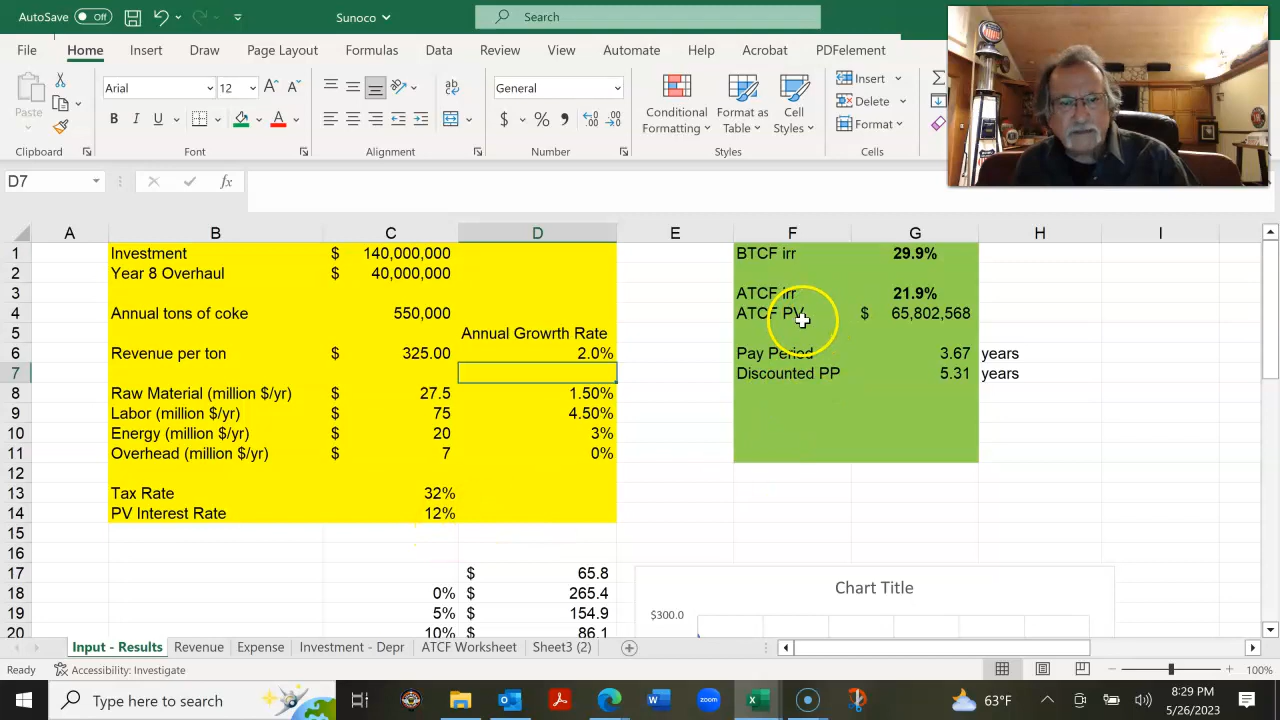 AutoSave Off Sunoco Search
File Home Insert Draw Page Layout Formulas Data Review View Automate Help Acrobat PDFelement
Paste
Arial 12
B I U
A A
General
$ % 9
Conditional Formatting
Format as Table
Cell Styles
Insert
Delete
Format
Clipboard Font Alignment Number Styles Cells
D7 fx
A B C D E F G H I
1 Investment $ 140,000,000 BTCF irr 29.9%
2 Year 8 Overhaul $ 40,000,000
3 ATCF irr 21.9%
4 Annual tons of coke 550,000 ATCF PV $ 65,802,568
5 Annual Growrth Rate
6 Revenue per ton $ 325.00 2.0% Pay Period 3.67 years
7 Discounted PP 5.31 years
8 Raw Material (million $/yr) $ 27.5 1.50%
9 Labor (million $/yr) $ 75 4.50%
10 Energy (million $/yr) $ 20 3%
11 Overhead (million $/yr) $ 7 0%
12
13 Tax Rate 32%
14 PV Interest Rate 12%
15
16
17 $ 65.8
18 0% $ 265.4
19 5% $ 154.9
20 10% $ 86.1
Chart Title
$300.0
Input - Results Revenue Expense Investment - Depr ATCF Worksheet Sheet3 (2)
Ready Accessibility: Investigate 100%
Type here to search zoom 63°F 8:29 PM
5/26/2023